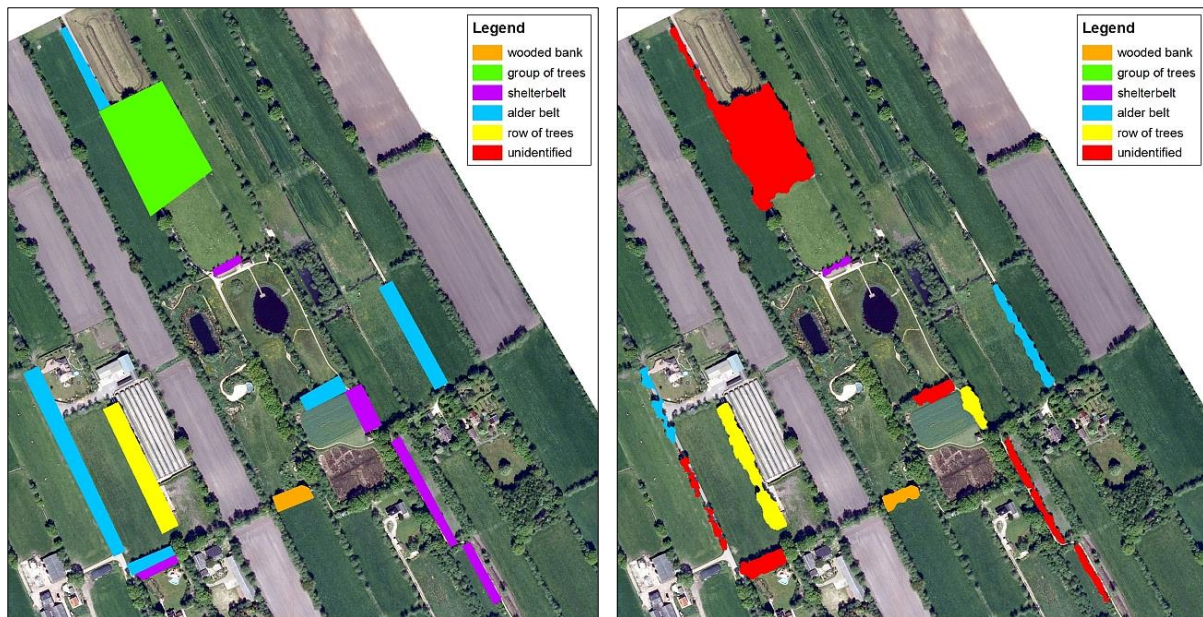 Legend
wooded bank
group of trees
shelterbelt
alder belt
row of trees
unidentified
Legend
wooded bank
group of trees
shelterbelt
alder belt
row of trees
unidentified